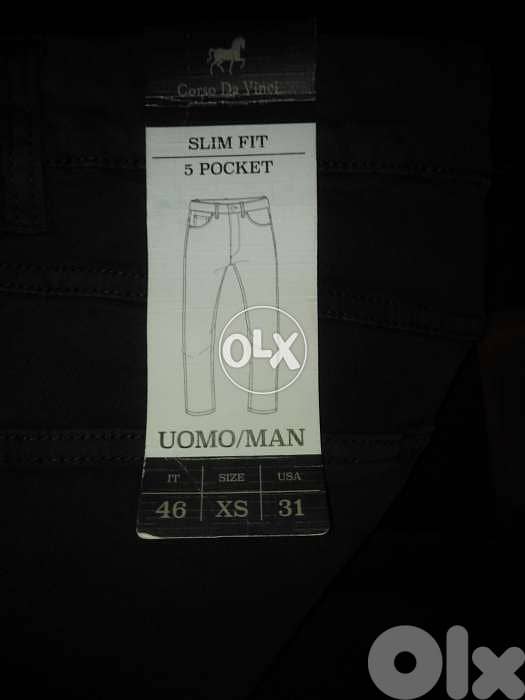 Corso Da Vinci
SLIM FIT
5 POCKET
OLX
UOMO/MAN
IT SIZE USA
46 XS 31
Olx